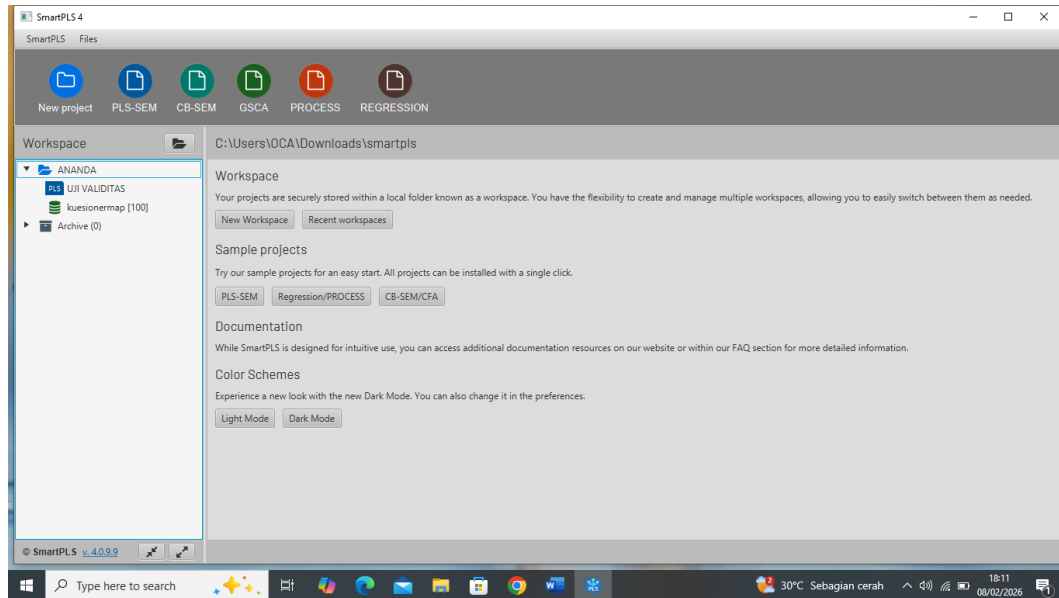 SmartPLS 4
SmartPLS Files
New project PLS-SEM CB-SEM GSCA PROCESS REGRESSION
Workspace
C:\Users\OCA\Downloads\smartpls
ANANDA
PLS UJI VALIDITAS
kuesionermap [100]
Archive (0)
Workspace
Your projects are securely stored within a local folder known as a workspace. You have the flexibility to create and manage multiple workspaces, allowing you to easily switch between them as needed.
New Workspace Recent workspaces
Sample projects
Try our sample projects for an easy start. All projects can be installed with a single click.
PLS-SEM Regression/PROCESS CB-SEM/CFA
Documentation
While SmartPLS is designed for intuitive use, you can access additional documentation resources on our website or within our FAQ section for more detailed information.
Color Schemes
Experience a new look with the new Dark Mode. You can also change it in the preferences.
Light Mode Dark Mode
© SmartPLS v. 4.0.9.9
Type here to search
PLS
2
30°C Sebagian cerah
18:11
08/02/2026
1